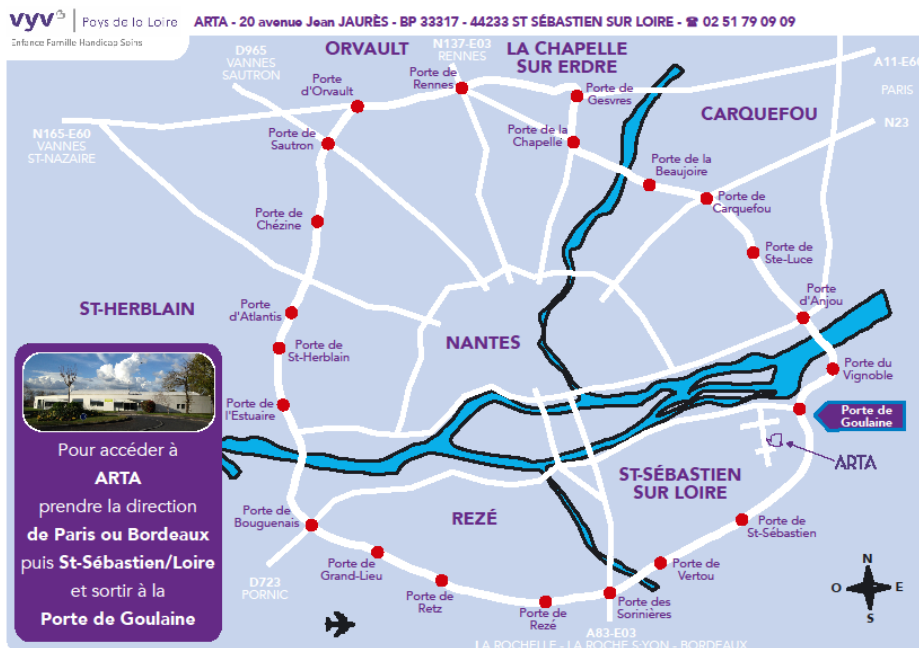 vyv3 Pays de la Loire
Enfance Famille Handicap Soins
ARTA - 20 avenue Jean JAURÈS - BP 33317 - 44233 ST SÉBASTIEN SUR LOIRE - ☎ 02 51 79 09 09
D965
VANNES
SAUTRON
ORVAULT
N137-E03
RENNES
LA CHAPELLE
SUR ERDRE
A11-E60
PARIS
Porte
d'Orvault
Porte de
Rennes
Porte de
Gesvres
CARQUEFOU
N23
N165-E60
VANNES
ST-NAZAIRE
Porte de
Sautron
Porte de la
Chapelle
Porte de la
Beaujoire
Porte de
Carquefou
Porte de
Chézine
Porte de
Ste-Luce
ST-HERBLAIN
Porte
d'Atlantis
Porte
d'Anjou
Porte de
St-Herblain
NANTES
Porte du
Vignoble
Porte de
l'Estuaire
Porte de
Goulaine
ARTA
ST-SÉBASTIEN
SUR LOIRE
Pour accéder à
ARTA
prendre la direction
de Paris ou Bordeaux
puis St-Sébastien/Loire
et sortir à la
Porte de Goulaine
Porte de
Bouguenais
REZÉ
Porte de
St-Sébastien
Porte de
Grand-Lieu
Porte de
Vertou
D723
PORNIC
Porte de
Retz
Porte de
Rezé
Porte des
Sorinières
N
O E
S
A83-E03
LA ROCHELLE - LA ROCHE S:YON - BORDEAUX